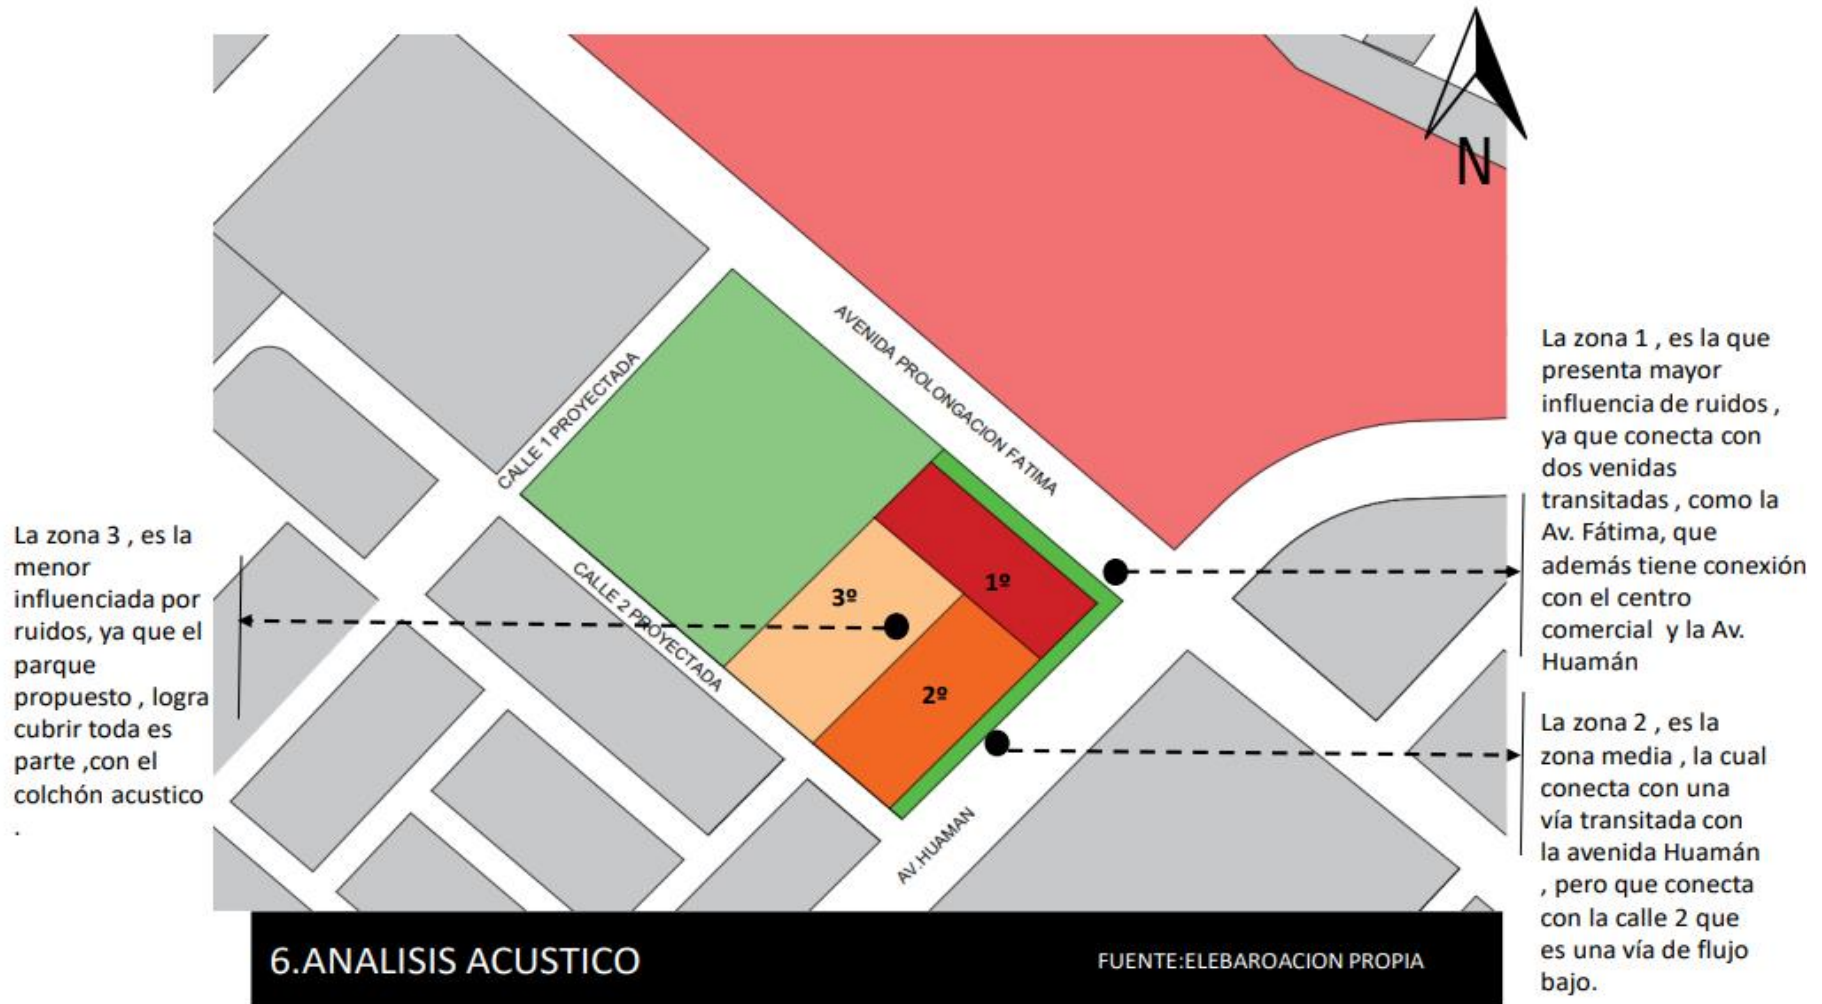 N
AVENIDA PROLONGACION FATIMA
CALLE 1 PROYECTADA
CALLE 2 PROYECTADA
AV.HUAMAN
1º
3º
2º
La zona 3 , es la
menor
influenciada por
ruidos, ya que el
parque
propuesto , logra
cubrir toda es
parte ,con el
colchón acustico
.
La zona 1 , es la que
presenta mayor
influencia de ruidos ,
ya que conecta con
dos venidas
transitadas , como la
Av. Fátima, que
además tiene conexión
con el centro
comercial y la Av.
Huamán
La zona 2 , es la
zona media , la cual
conecta con una
vía transitada con
la avenida Huamán
, pero que conecta
con la calle 2 que
es una vía de flujo
bajo.
6.ANALISIS ACUSTICO
FUENTE:ELEBAROACION PROPIA